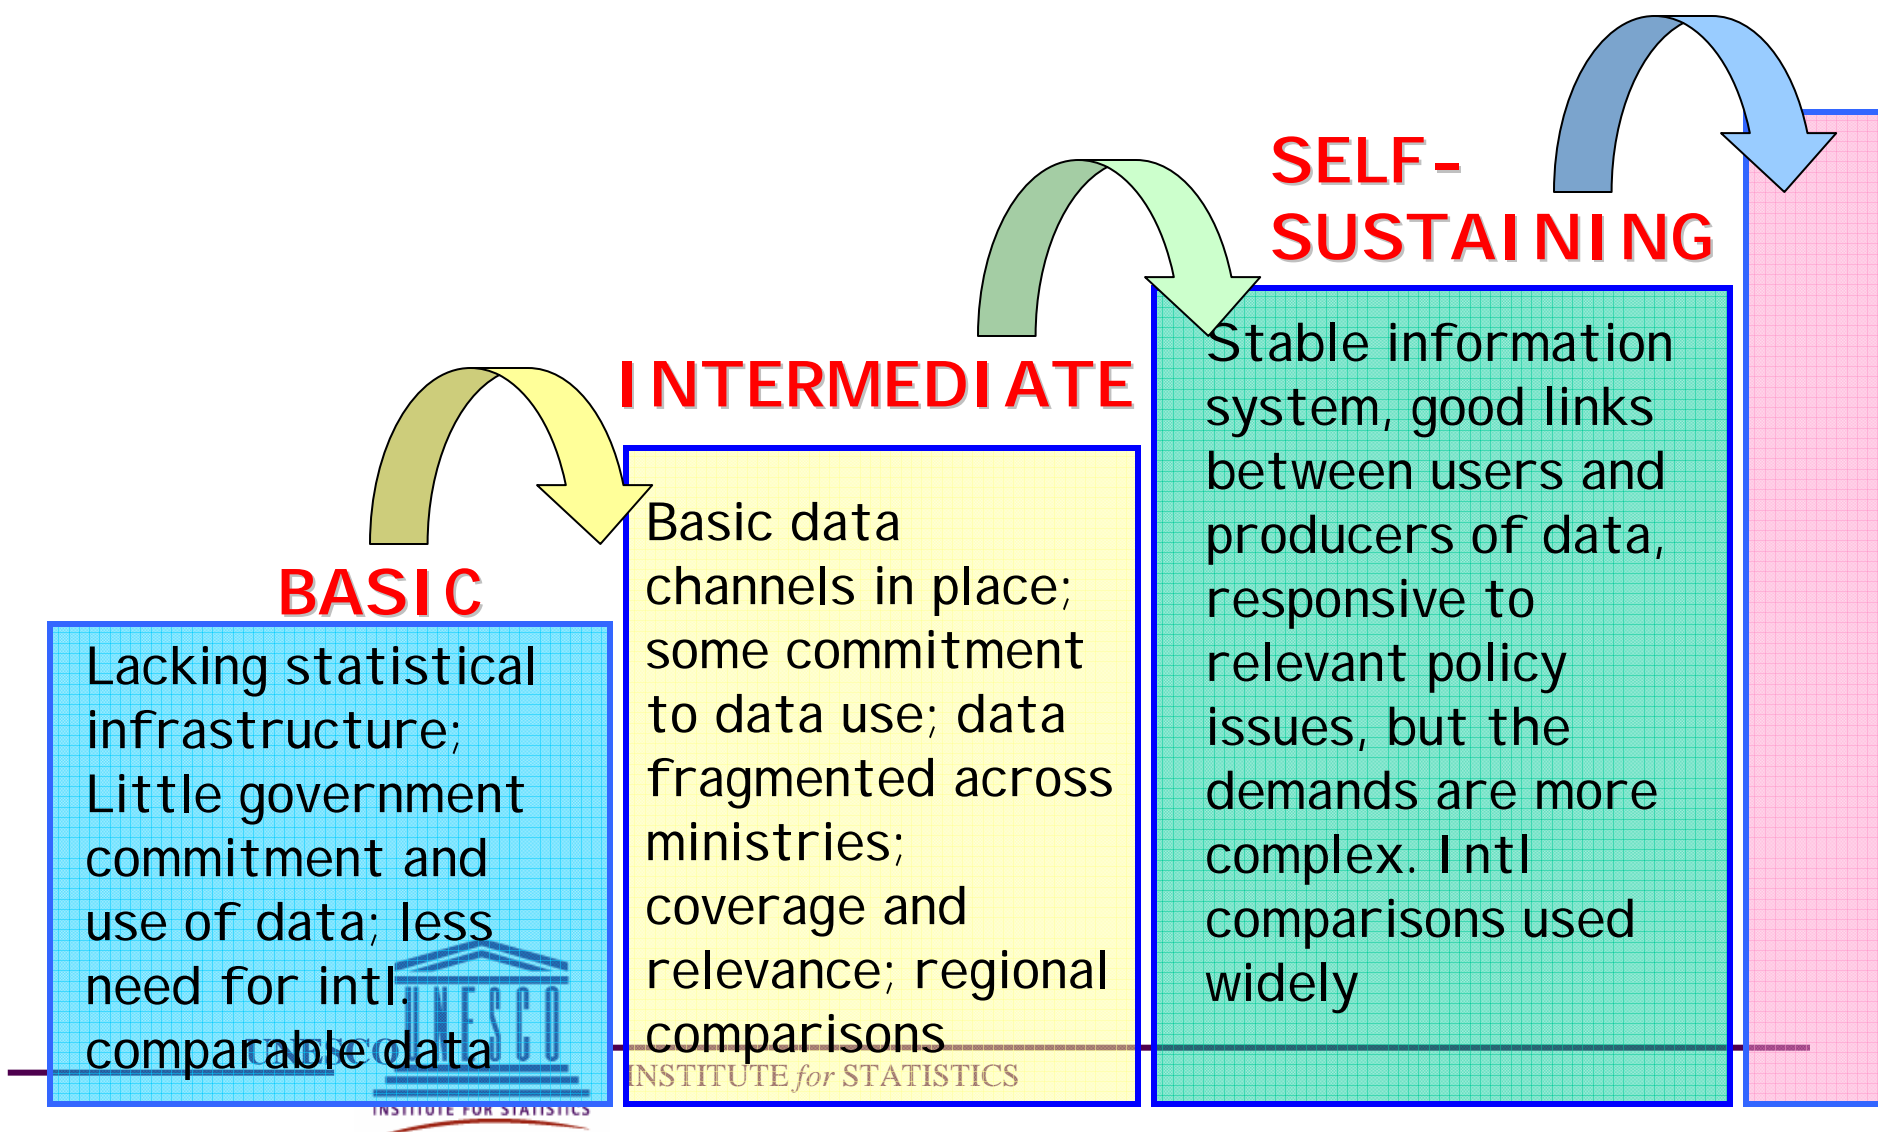 SELF-
SUSTAINING
INTERMEDIATE
BASIC
Lacking statistical
infrastructure;
Little government
commitment and
use of data; less
need for intl.
comparable data
Basic data
channels in place;
some commitment
to data use; data
fragmented across
ministries;
coverage and
relevance; regional
comparisons
Stable information
system, good links
between users and
producers of data,
responsive to
relevant policy
issues, but the
demands are more
complex. Intl
comparisons used
widely
UNESCO
UNESCO
INSTITUTE FOR STATISTICS
INSTITUTE for STATISTICS